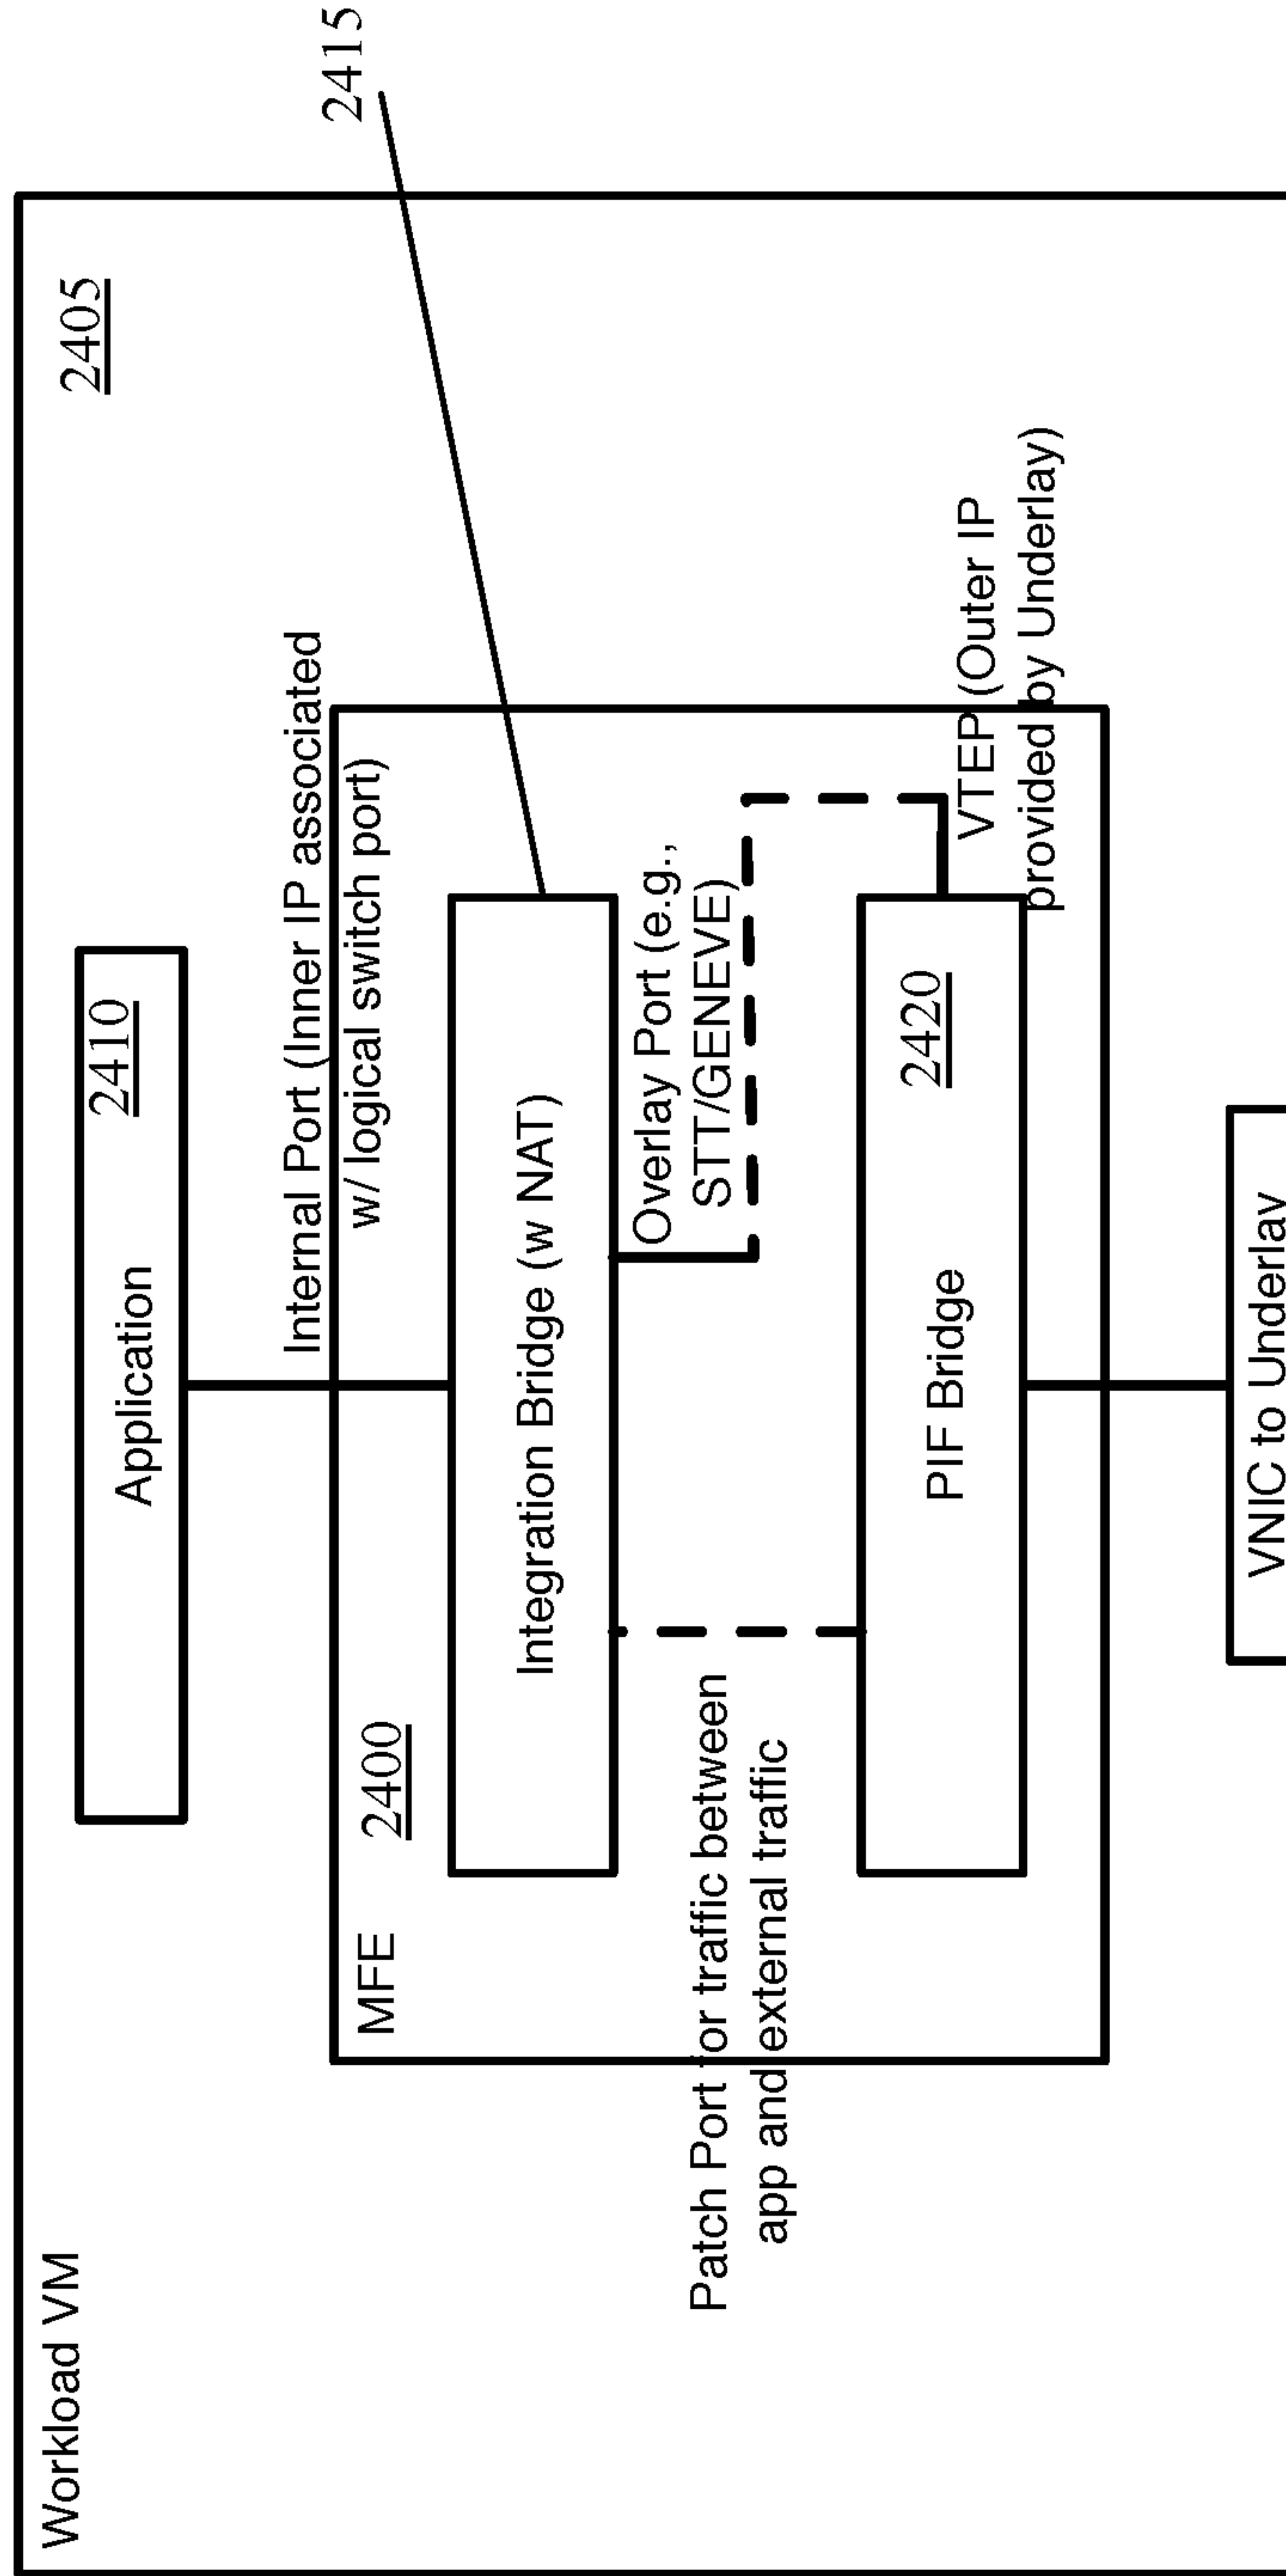 Workload VM
2405
2410
Application
Internal Port (Inner IP associated
w/ logical switch port)
2415
MFE
2400
Integration Bridge (w NAT)
Overlay Port (e.g.,
STT/GENEVE)
Patch Port for traffic between
app and external traffic
2420
PIF Bridge
VTEP (Outer IP
provided by Underlay)
VNIC to Underlay